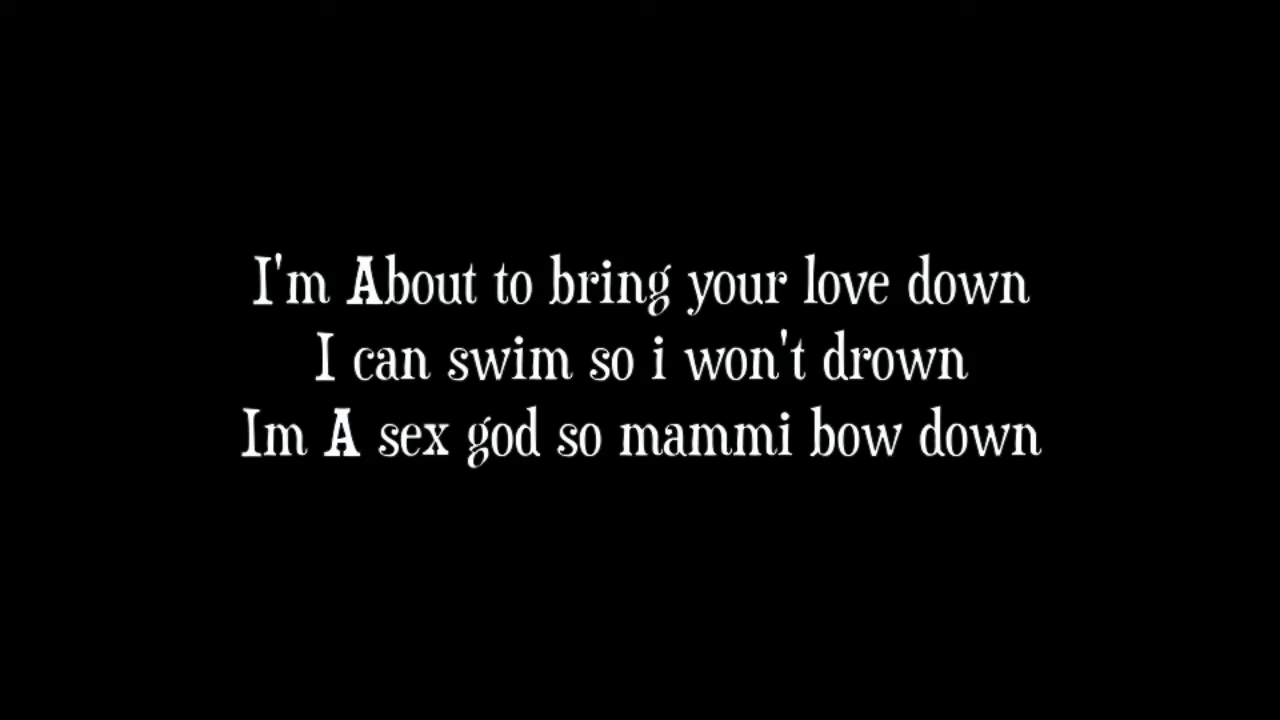 I'm About to bring your love down
I can swim so i won't drown
Im A sex god so mammi bow down